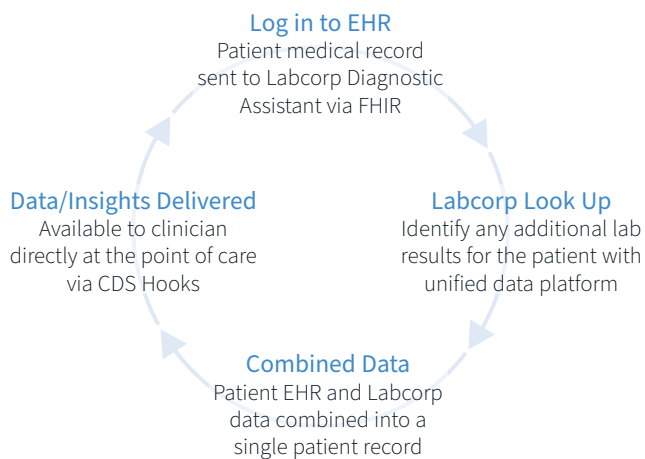 Log in to EHR
Patient medical record
sent to Labcorp Diagnostic
Assistant via FHIR
Labcorp Look Up
Identify any additional lab
results for the patient with
unified data platform
Combined Data
Patient EHR and Labcorp
data combined into a
single patient record
Data/Insights Delivered
Available to clinician
directly at the point of care
via CDS Hooks